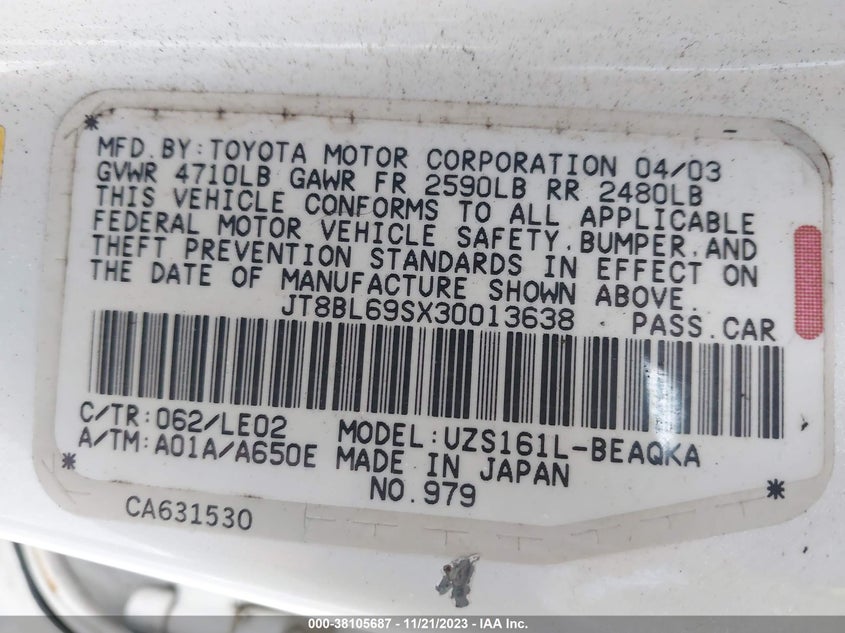 MFD.BY:TOYOTA MOTOR CORPORATION 04/03
GVWR 4710LB GAWR FR 2590LB RR 2480LB
THIS VEHICLE CONFORMS TO ALL APPLICABLE
FEDERAL MOTOR VEHICLE SAFETY,BUMPER,AND
THEFT PREVENTION STANDARDS IN EFFECT ON
THE DATE OF MANUFACTURE SHOWN ABOVE.
JT8BL69SX30013638 PASS.CAR
C/TR:062/LE02 MODEL:UZS161L-BEAQKA
A/TM:A01A/A650E MADE IN JAPAN
NO.979
CA631530
000-38105687 - 11/21/2023 - IAA Inc.